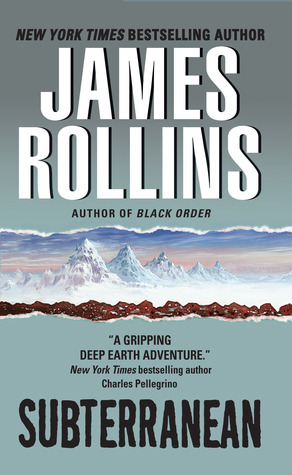 NEW YORK TIMES BESTSELLING AUTHOR
JAMES
ROLLINS
AUTHOR OF BLACK ORDER
“A GRIPPING
DEEP EARTH ADVENTURE.”
New York Times bestselling author
Charles Pellegrino
SUBTERRANEAN